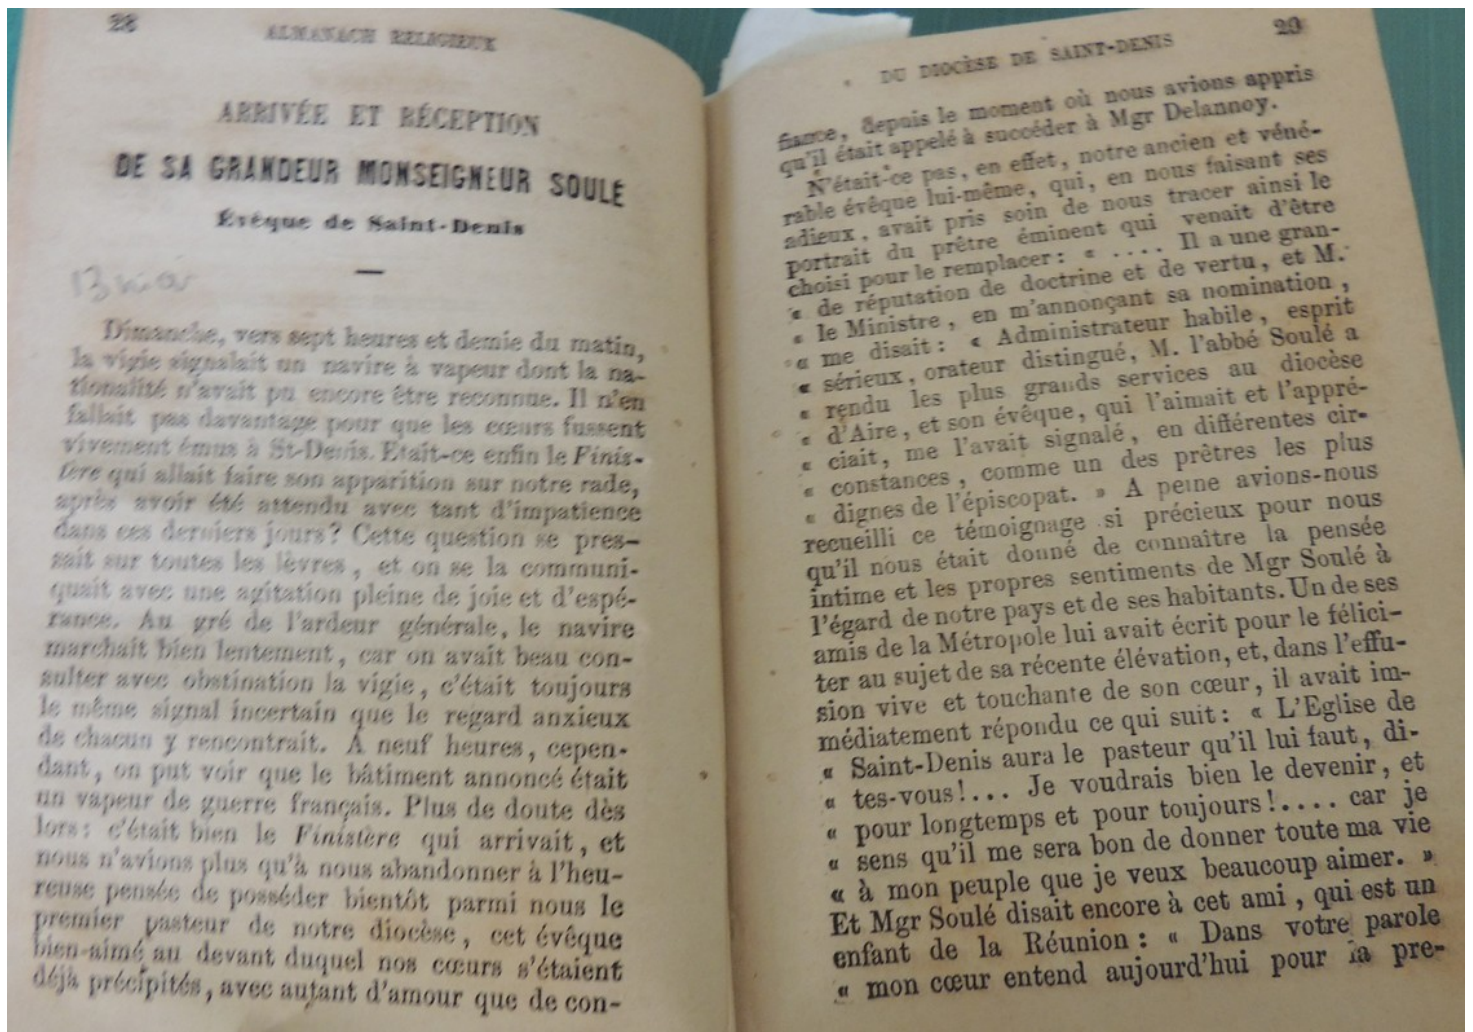 28
ALMANACH RELIGIEUX
ARRIVÉE ET RÉCEPTION
DE SA GRANDEUR MONSEIGNEUR SOULÉ
Évêque de Saint-Denis
Dimanche, vers sept heures et demie du matin,
la vigie signalait un navire à vapeur dont la na-
tionalité n'avait pu encore être reconnue. Il n'en
fallait pas davantage pour que les cœurs fussent
vivement émus à St-Denis. Etait-ce enfin le Finis-
tère qui allait faire son apparition sur notre rade,
après avoir été attendu avec tant d'impatience
dans ces derniers jours? Cette question se pres-
sait sur toutes les lèvres, et on se la communi-
quait avec une agitation pleine de joie et d'espé-
rance. Au gré de l'ardeur générale, le navire
marchait bien lentement, car on avait beau con-
sulter avec obstination la vigie, c'était toujours
le même signal incertain que le regard anxieux
de chacun y rencontrait. A neuf heures, cepen-
dant, on put voir que le bâtiment annoncé était
un vapeur de guerre français. Plus de doute dès
lors: c'était bien le Finistère qui arrivait, et
nous n'avions plus qu'à nous abandonner à l'heu-
reuse pensée de posséder bientôt parmi nous le
premier pasteur de notre diocèse, cet évêque
bien-aimé au devant duquel nos cœurs s'étaient
déjà précipités, avec autant d'amour que de con-
DU DIOCÈSE DE SAINT-DENIS
29
fiance, depuis le moment où nous avions appris
qu'il était appelé à succéder à Mgr Delannoy.
N'était-ce pas, en effet, notre ancien et véné-
rable évêque lui-même, qui, en nous faisant ses
adieux, avait pris soin de nous tracer ainsi le
portrait du prêtre éminent qui venait d'être
choisi pour le remplacer: « .... Il a une gran-
« de réputation de doctrine et de vertu, et M.
« le Ministre, en m'annonçant sa nomination,
« me disait: « Administrateur habile, esprit
« sérieux, orateur distingué, M. l'abbé Soulé a
« rendu les plus grands services au diocèse
« d'Aire, et son évêque, qui l'aimait et l'appré-
« ciait, me l'avait signalé, en différentes cir-
« constances, comme un des prêtres les plus
« dignes de l'épiscopat. » A peine avions-nous
recueilli ce témoignage si précieux pour nous
qu'il nous était donné de connaître la pensée
intime et les propres sentiments de Mgr Soulé à
l'égard de notre pays et de ses habitants. Un de ses
amis de la Métropole lui avait écrit pour le félici-
ter au sujet de sa récente élévation, et, dans l'effu-
sion vive et touchante de son cœur, il avait im-
médiatement répondu ce qui suit: « L'Eglise de
« Saint-Denis aura le pasteur qu'il lui faut, di-
« tes-vous!... Je voudrais bien le devenir, et
« pour longtemps et pour toujours!.... car je
« sens qu'il me sera bon de donner toute ma vie
« à mon peuple que je veux beaucoup aimer. »
Et Mgr Soulé disait encore à cet ami, qui est un
enfant de la Réunion: « Dans votre parole
« mon cœur entend aujourd'hui pour la pre-